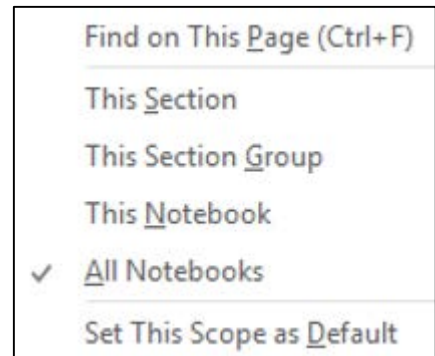 Find on This Page (Ctrl+F)
This Section
This Section Group
This Notebook
All Notebooks
Set This Scope as Default